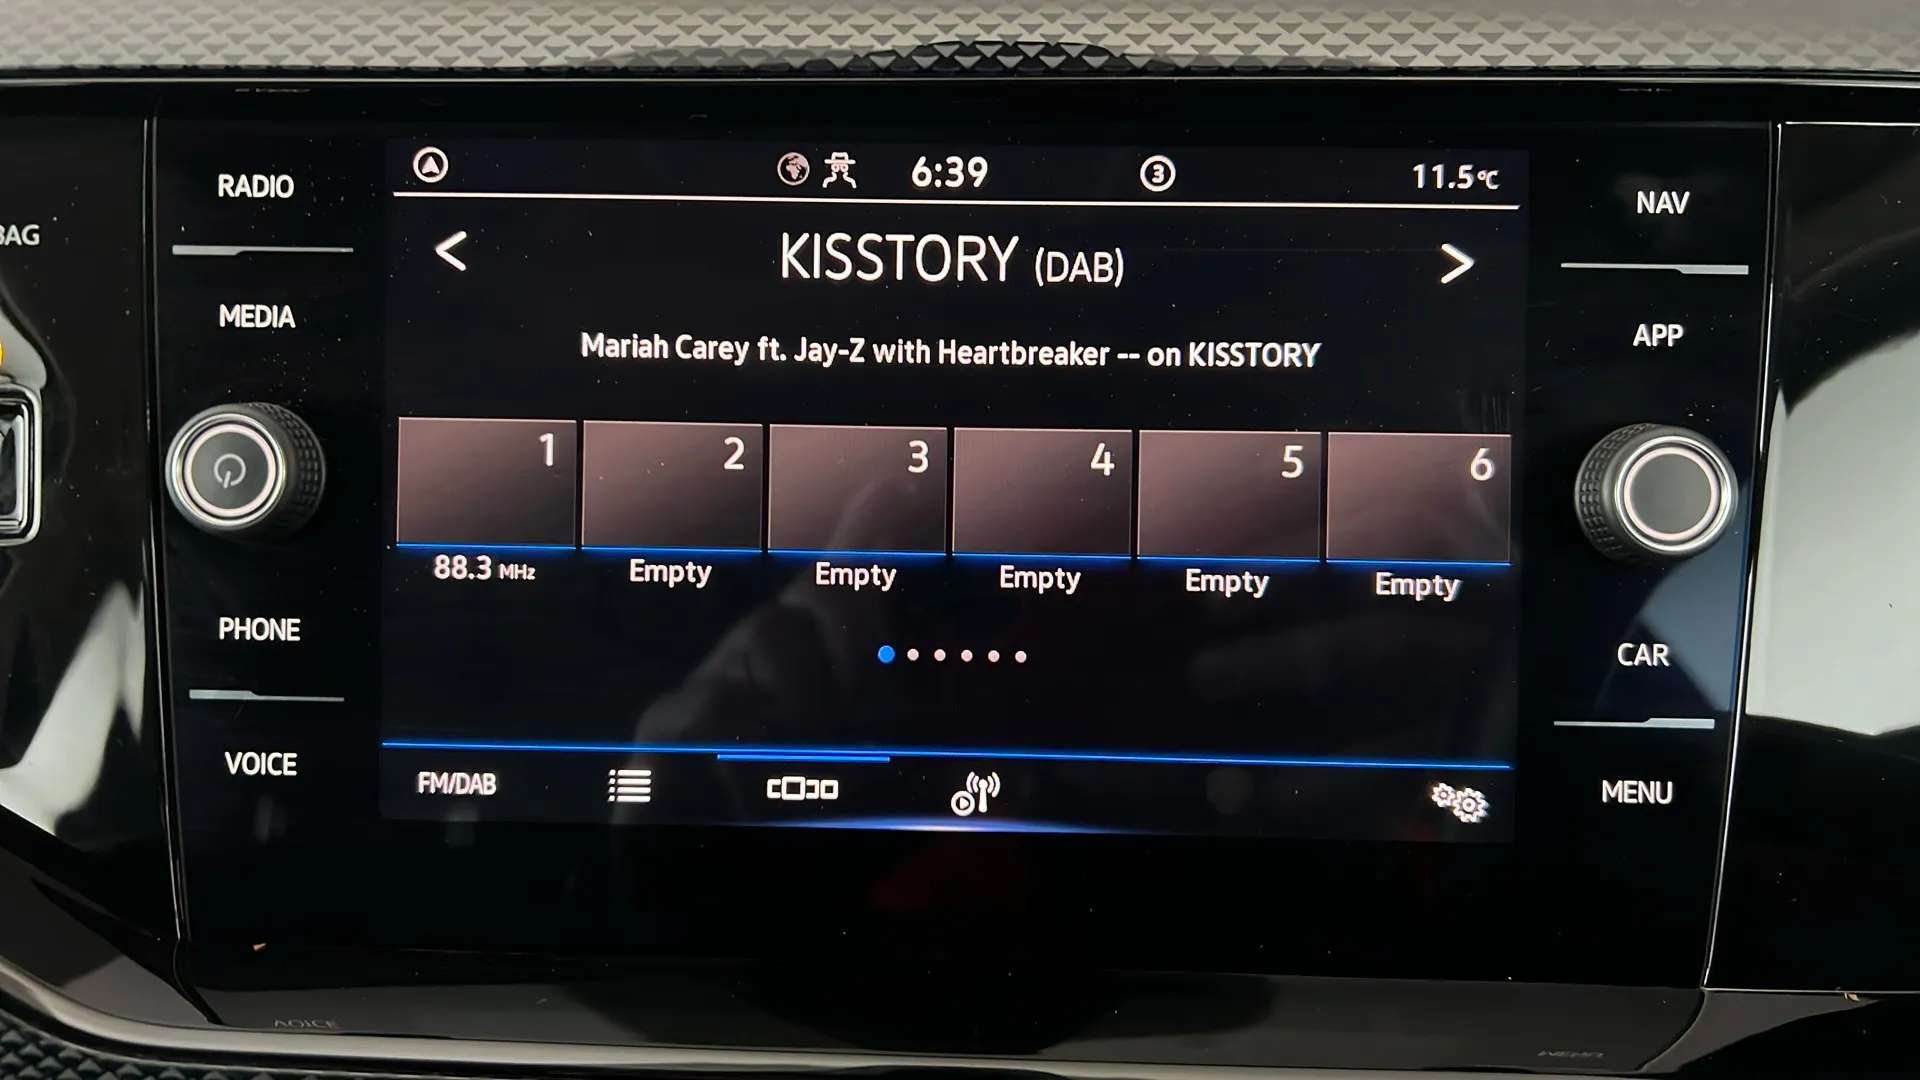 BAG
RADIO
MEDIA
PHONE
VOICE
6:39
3
11.5°C
KISSTORY (DAB)
Mariah Carey ft. Jay-Z with Heartbreaker -- on KISSTORY
1 2 3 4 5 6
88.3 MHz Empty Empty Empty Empty Empty
FM/DAB
NAV
APP
CAR
MENU